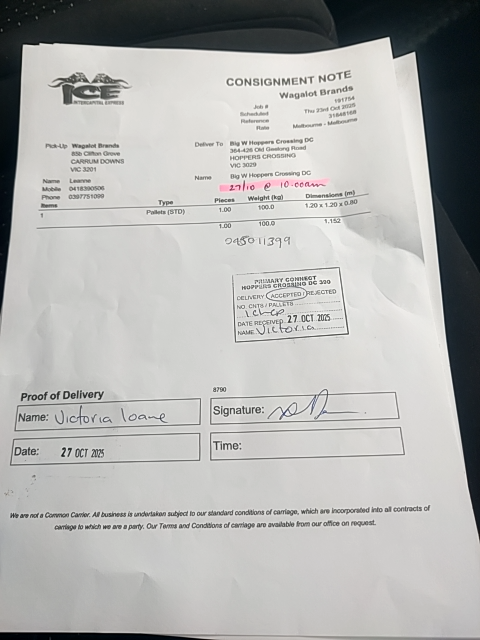 ICE
INTERCAPITAL EXPRESS
CONSIGNMENT NOTE
Wagalot Brands
Job # 191754
Scheduled Thu 23rd Oct 2025
Reference 31848168
Rate Melbourne - Melbourne
Pick-Up Wagalot Brands
85b Clifton Grove
CARRUM DOWNS
VIC 3201
Name Leanne
Mobile 0418390506
Phone 0397751099
Deliver To Big W Hoppers Crossing DC
364-426 Old Geelong Road
HOPPERS CROSSING
VIC 3029
Name Big W Hoppers Crossing DC
27/10 @ 10.00am
Items Type Pieces Weight (kg) Dimensions (m)
1 Pallets (STD) 1.00 100.0 1.20 x 1.20 x 0.80
1.00 100.0 1.152
045011399
PRIMARY CONNECT
HOPPERS CROSSING DC 320
DELIVERY ACCEPTED / REJECTED
NO. CNTS / PALLETS
1 chep
DATE RECEIVED 27 OCT 2025
NAME Victoria
Proof of Delivery
8790
Name: Victoria Ioane
Signature:
Date: 27 OCT 2025
Time:
We are not a Common Carrier. All business is undertaken subject to our standard conditions of carriage, which are incorporated into all contracts of
carriage to which we are a party. Our Terms and Conditions of carriage are available from our office on request.